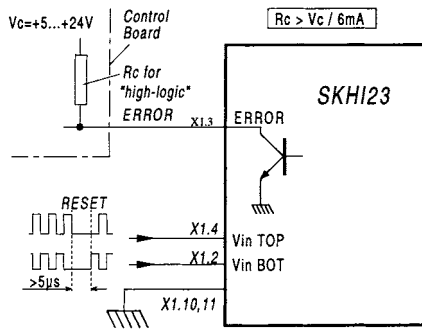 Vc=+5...+24V
Control
Board
Rc > Vc / 6mA
Rc for
"high-logic"
ERROR
X1.3
ERROR
SKHI23
RESET
X1.4
Vin TOP
X1.2
Vin BOT
>5µs
X1.10,11